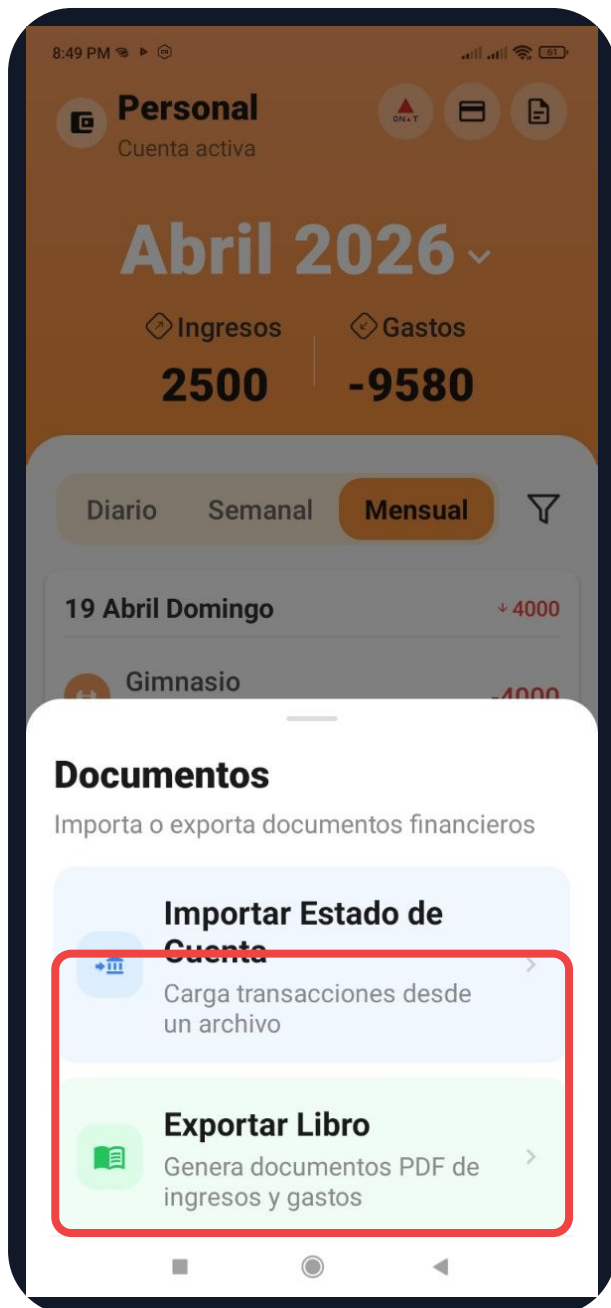 8:49 PM
61
Personal
Cuenta activa
ON▲T
Abril 2026
Ingresos
Gastos
2500
-9580
Diario
Semanal
Mensual
19 Abril Domingo
4000
Gimnasio
-4000
Documentos
Importa o exporta documentos financieros
Importar Estado de
Cuenta
Carga transacciones desde
un archivo
Exportar Libro
Genera documentos PDF de
ingresos y gastos